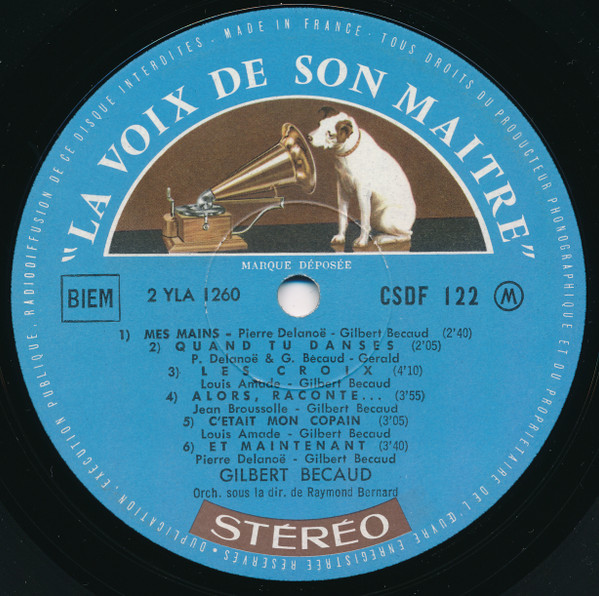 DUPLICATION, EXÉCUTION PUBLIQUE, RADIODIFFUSION DE CE DISQUE INTERDITES. MADE IN FRANCE · TOUS DROITS DU PRODUCTEUR PHONOGRAPHIQUE ET DU PROPRIÉTAIRE DE L'ŒUVRE ENREGISTRÉE RÉSERVÉS ·
"LA VOIX DE SON MAITRE"
MARQUE DÉPOSÉE
BIEM 2 YLA 1260 CSDF 122 M
1) MES MAINS - Pierre Delanoë - Gilbert Becaud (2'40)
2) QUAND TU DANSES (2'05)
P. Delanoë & G. Bécaud - Gérald
3) LES CROIX (4'10)
Louis Amade - Gilbert Becaud
4) ALORS, RACONTE... (3'55)
Jean Broussolle - Gilbert Becaud
5) C'ETAIT MON COPAIN (3'05)
Louis Amade - Gilbert Becaud
6) ET MAINTENANT (3'40)
Pierre Delanoë - Gilbert Becaud
GILBERT BECAUD
Orch. sous la dir. de Raymond Bernard
STÉRÉO